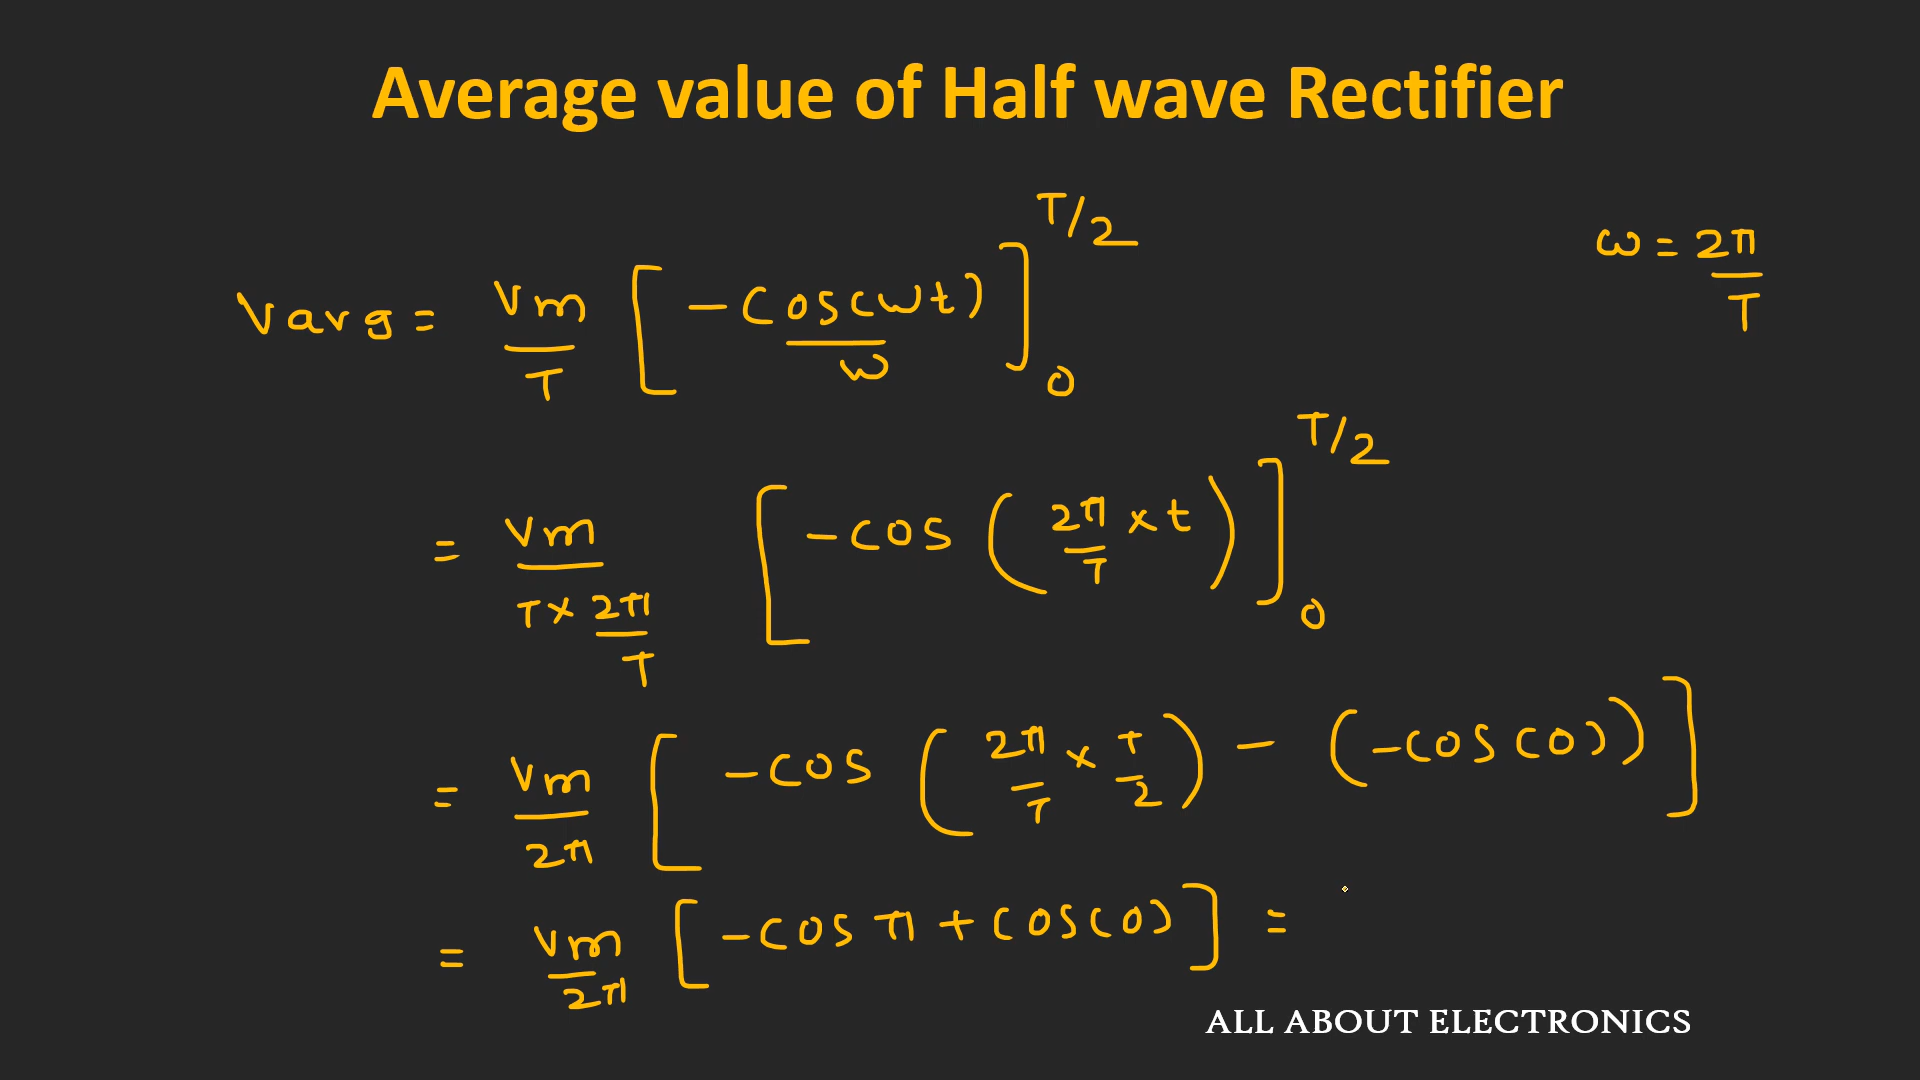 Average value of Half wave Rectifier
Vavg = Vm/T [ -cos(ωt)/ω ]₀^T/2
ω = 2π/T
= Vm/(T × 2π/T) [ -cos ( 2π/T × t ) ]₀^T/2
= Vm/2π [ -cos ( 2π/T × T/2 ) - (-cos(0)) ]
= Vm/2π [ -cos π + cos(0) ] =
ALL ABOUT ELECTRONICS